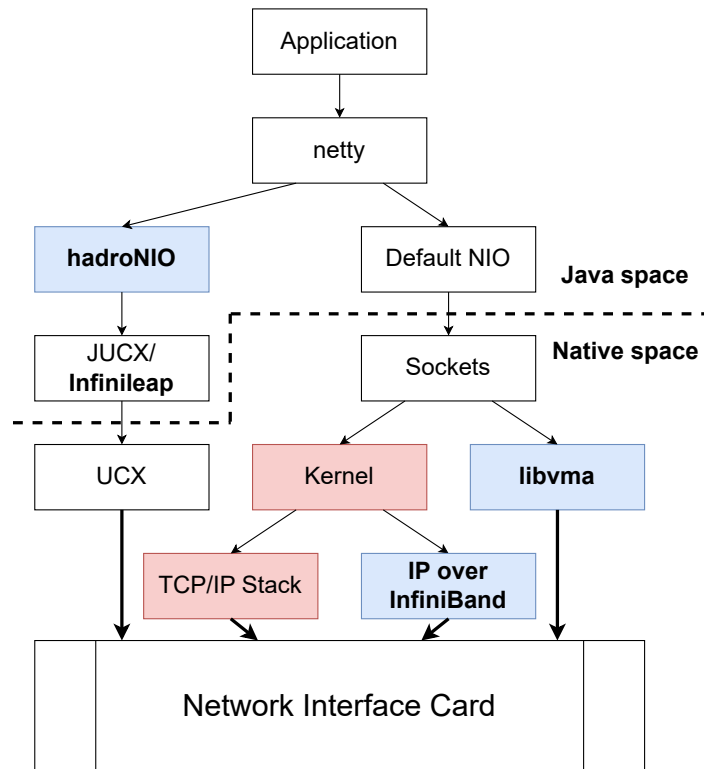 Application
netty
hadroNIO
Default NIO
Java space
JUCX/
Infinileap
Sockets
Native space
UCX
Kernel
libvma
TCP/IP Stack
IP over
InfiniBand
Network Interface Card